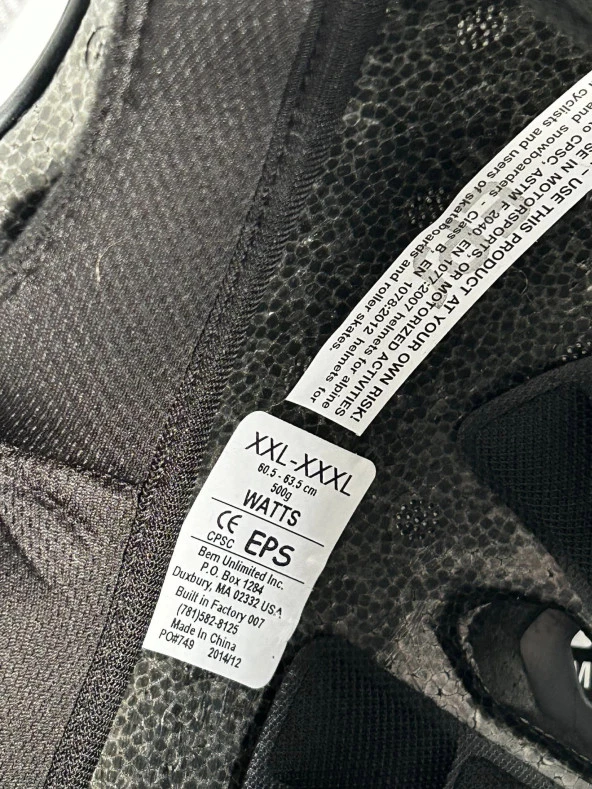 – USE THIS PRODUCT AT YOUR OWN RISK!
SE IN MOTORSPORTS, OR MOTORIZED ACTIVITIES
to CPSC, ASTM F 2040, EN 1077:2007 helmets for alpine
and snowboarders - Class B, EN 1078:2012 helmets for
cyclists and users of skateboards and roller skates.
XXL-XXXL
60.5 - 63.5 cm
500g
WATTS
CE
CPSC EPS
Bern Unlimited Inc.
P.O. Box 1284
Duxbury, MA 02332 USA
Built in Factory 007
(781)582-8125
Made In China
PO#749 2014/12